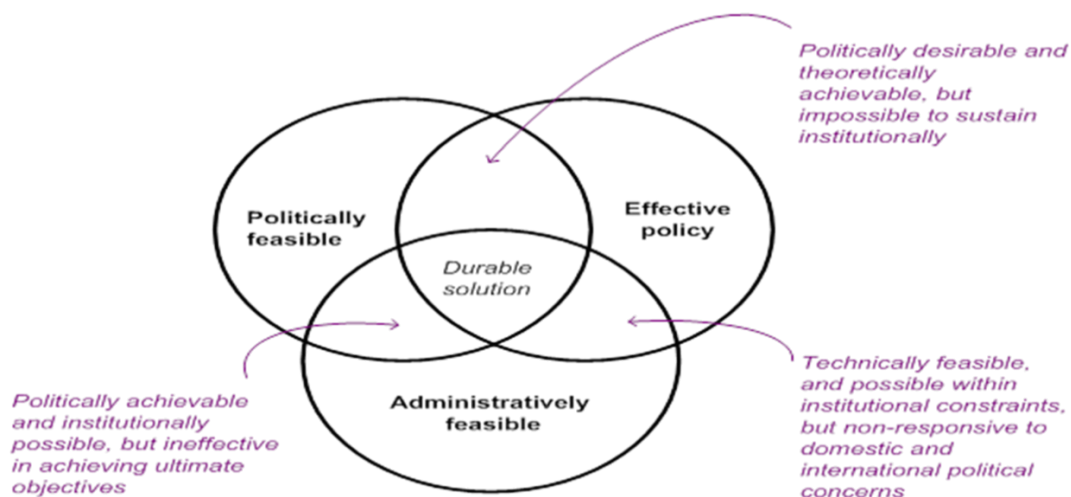 Politically desirable and
theoretically
achievable, but
impossible to sustain
institutionally
Politically
feasible
Effective
policy
Durable
solution
Administratively
feasible
Politically achievable
and institutionally
possible, but ineffective
in achieving ultimate
objectives
Technically feasible,
and possible within
institutional constraints,
but non-responsive to
domestic and
international political
concerns